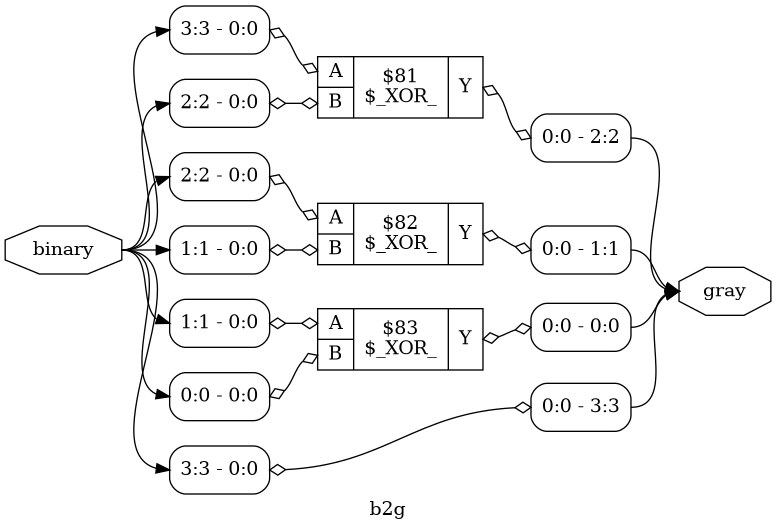 binary
3:3 - 0:0
2:2 - 0:0
A
B
$81
$_XOR_
Y
0:0 - 2:2
2:2 - 0:0
1:1 - 0:0
A
B
$82
$_XOR_
Y
0:0 - 1:1
1:1 - 0:0
0:0 - 0:0
A
B
$83
$_XOR_
Y
0:0 - 0:0
3:3 - 0:0
0:0 - 3:3
gray
b2g